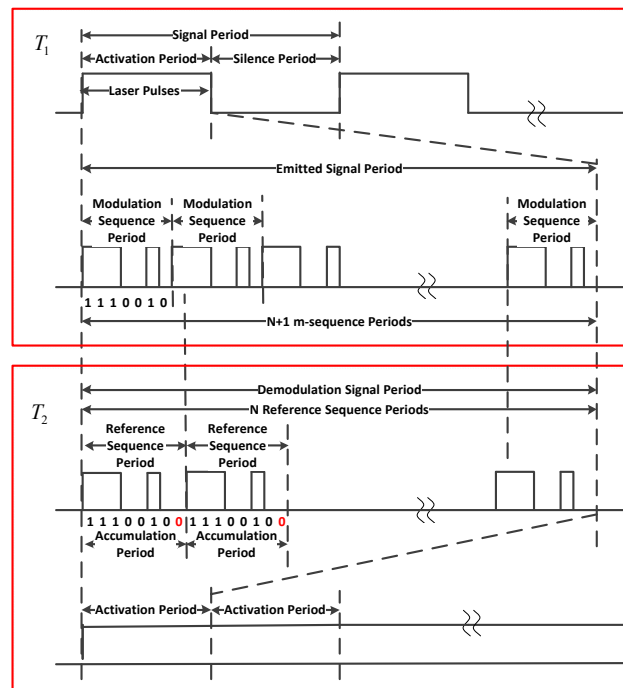 T1
Signal Period
Activation Period
Silence Period
Laser Pulses
Emitted Signal Period
Modulation
Sequence
Period
Modulation
Sequence
Period
Modulation
Sequence
Period
1 1 1 0 0 1 0
N+1 m-sequence Periods
T2
Demodulation Signal Period
N Reference Sequence Periods
Reference
Sequence
Period
Reference
Sequence
Period
1 1 1 0 0 1 0 0 1 1 1 0 0 1 0 0
Accumulation
Period
Accumulation
Period
Activation Period
Activation Period